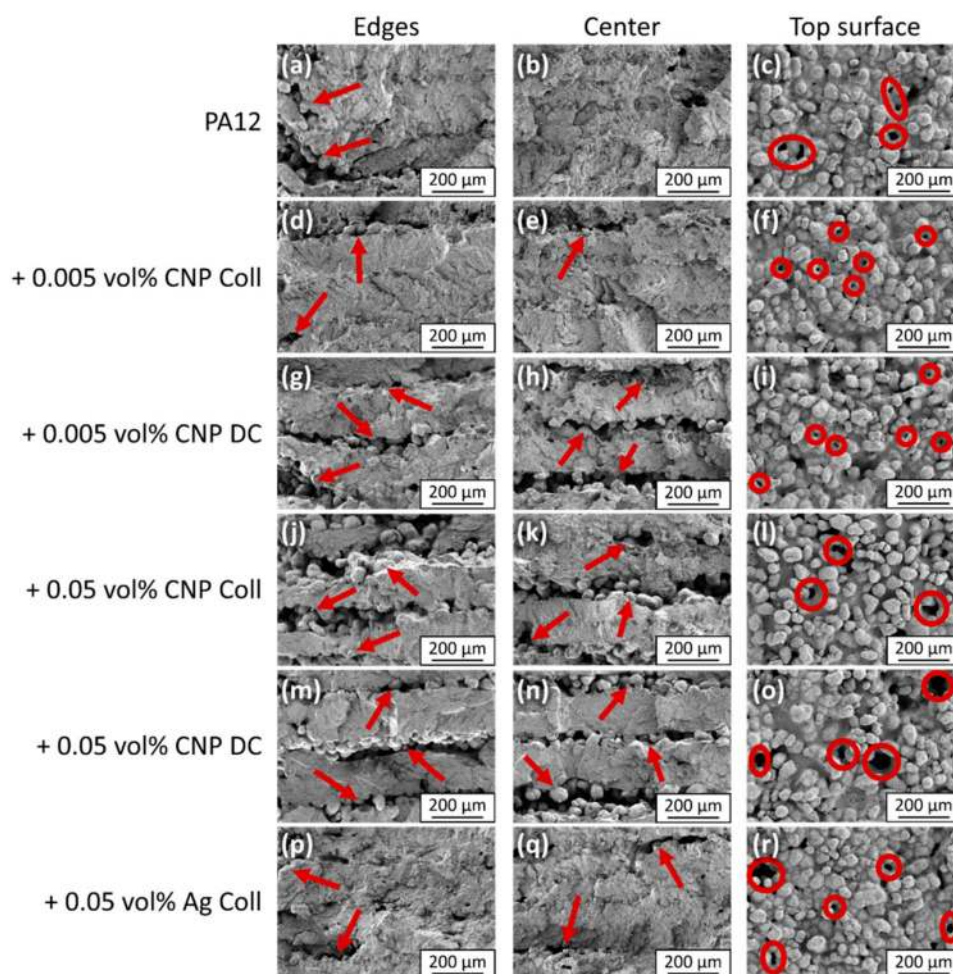 Edges Center Top surface
PA12 (a) (b) (c)
200 μm 200 μm 200 μm
+ 0.005 vol% CNP Coll (d) (e) (f)
200 μm 200 μm 200 μm
+ 0.005 vol% CNP DC (g) (h) (i)
200 μm 200 μm 200 μm
+ 0.05 vol% CNP Coll (j) (k) (l)
200 μm 200 μm 200 μm
+ 0.05 vol% CNP DC (m) (n) (o)
200 μm 200 μm 200 μm
+ 0.05 vol% Ag Coll (p) (q) (r)
200 μm 200 μm 200 μm